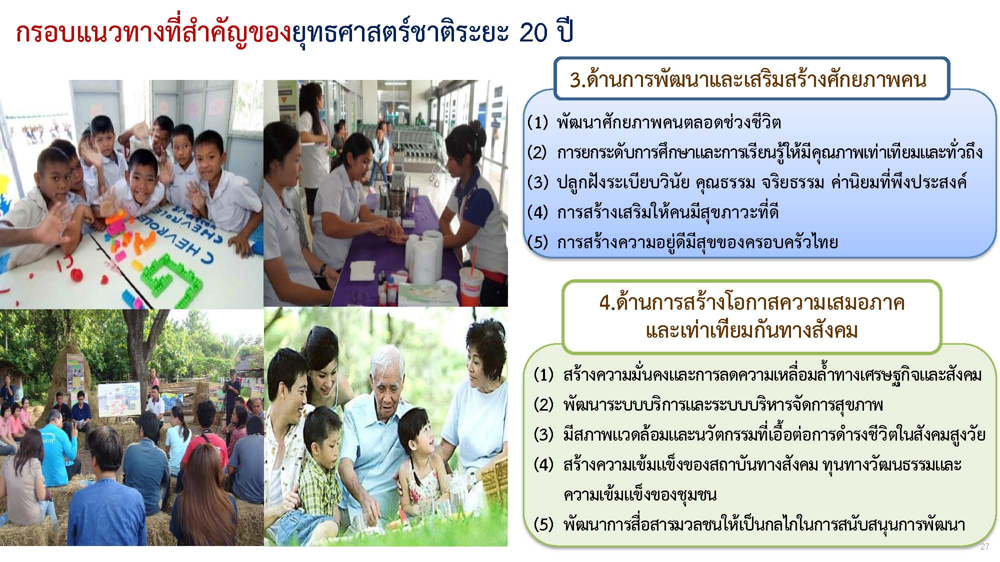 กรอบแนวทางที่สำคัญของยุทธศาสตร์ชาติระยะ 20 ปี
3.ด้านการพัฒนาและเสริมสร้างศักยภาพคน
(1) พัฒนาศักยภาพคนตลอดช่วงชีวิต
(2) การยกระดับการศึกษาและการเรียนรู้ให้มีคุณภาพเท่าเทียมและทั่วถึง
(3) ปลูกฝังระเบียบวินัย คุณธรรม จริยธรรม ค่านิยมที่พึงประสงค์
(4) การสร้างเสริมให้คนมีสุขภาวะที่ดี
(5) การสร้างความอยู่ดีมีสุขของครอบครัวไทย
4.ด้านการสร้างโอกาสความเสมอภาค
และเท่าเทียมกันทางสังคม
(1) สร้างความมั่นคงและการลดความเหลื่อมล้ำทางเศรษฐกิจและสังคม
(2) พัฒนาระบบบริการและระบบบริหารจัดการสุขภาพ
(3) มีสภาพแวดล้อมและนวัตกรรมที่เอื้อต่อการดำรงชีวิตในสังคมสูงวัย
(4) สร้างความเข้มแข็งของสถาบันทางสังคม ทุนทางวัฒนธรรมและ
ความเข้มแข็งของชุมชน
(5) พัฒนาการสื่อสารมวลชนให้เป็นกลไกในการสนับสนุนการพัฒนา
27
CHEVROLE
CHEVROLE